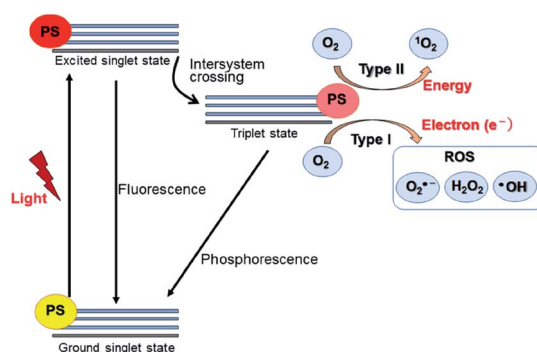 PS
Excited singlet state
Intersystem
crossing
O₂
¹O₂
Type II
Energy
PS
Triplet state
Electron (e⁻)
Type I
O₂
ROS
O₂•⁻
H₂O₂
•OH
Light
Fluorescence
Phosphorescence
PS
Ground singlet state